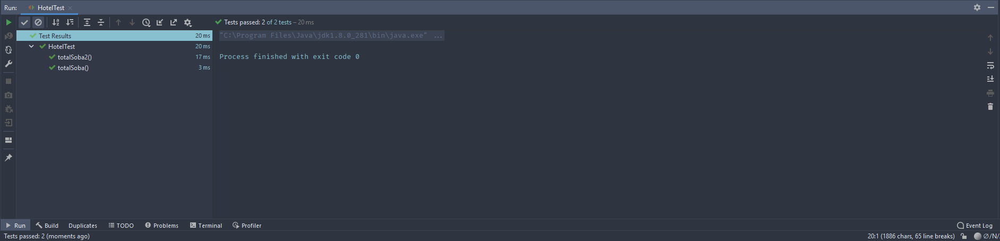 Run: HotelTest
Tests passed: 2 of 2 tests – 20 ms
Test Results 20 ms
HotelTest 20 ms
totalSoba2() 17 ms
totalSoba() 3 ms
"C:\Program Files\Java\jdk1.8.0_281\bin\java.exe" ...
Process finished with exit code 0
Run Build Duplicates TODO Problems Terminal Profiler Event Log
Tests passed: 2 (moments ago) 20:1 (1886 chars, 65 line breaks) ∅/N/